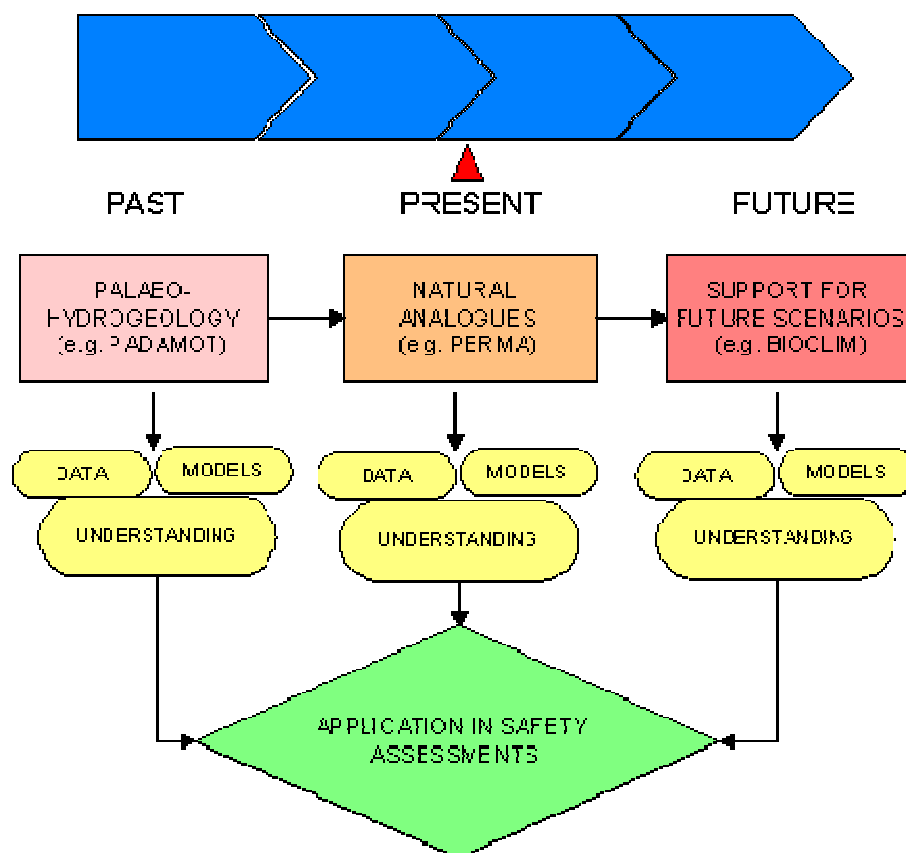 PAST PRESENT FUTURE
PALAEO-
HYDROGEOLOGY
(e.g. PADAMOT)
NATURAL
ANALOGUES
(e.g. PERMA)
SUPPORT FOR
FUTURE SCENARIOS
(e.g. BIOCLIM)
DATA MODELS
UNDERSTANDING
DATA MODELS
UNDERSTANDING
DATA MODELS
UNDERSTANDING
APPLICATION IN SAFETY
ASSESSMENTS